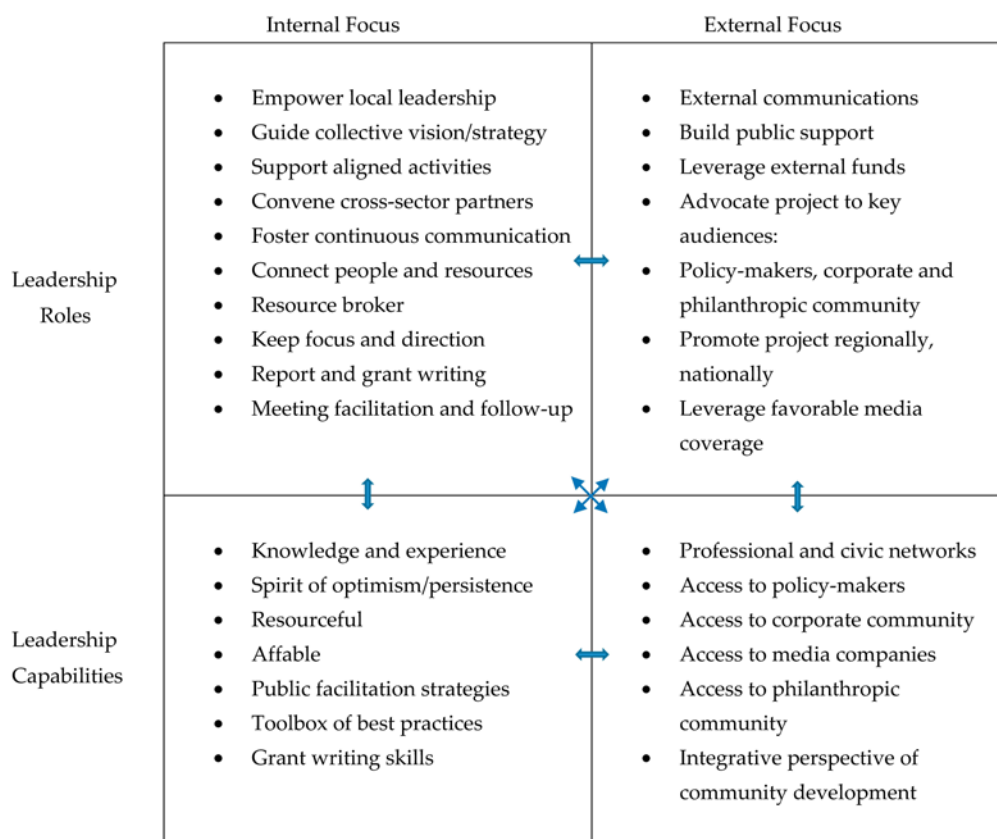 Internal Focus
External Focus
Leadership
Roles
• Empower local leadership
• Guide collective vision/strategy
• Support aligned activities
• Convene cross-sector partners
• Foster continuous communication
• Connect people and resources
• Resource broker
• Keep focus and direction
• Report and grant writing
• Meeting facilitation and follow-up
• External communications
• Build public support
• Leverage external funds
• Advocate project to key
audiences:
• Policy-makers, corporate and
philanthropic community
• Promote project regionally,
nationally
• Leverage favorable media
coverage
Leadership
Capabilities
• Knowledge and experience
• Spirit of optimism/persistence
• Resourceful
• Affable
• Public facilitation strategies
• Toolbox of best practices
• Grant writing skills
• Professional and civic networks
• Access to policy-makers
• Access to corporate community
• Access to media companies
• Access to philanthropic
community
• Integrative perspective of
community development